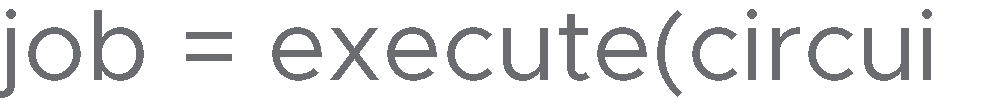 job = execute(circui